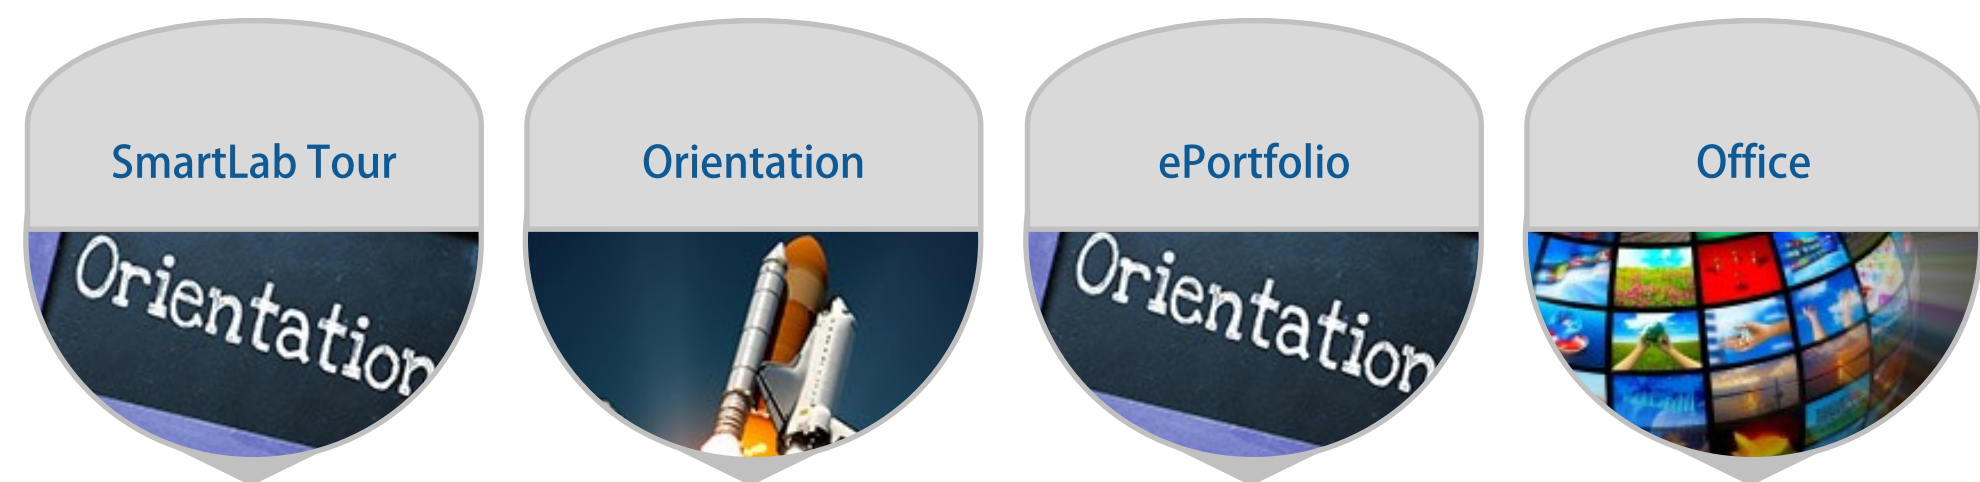 SmartLab Tour
Orientation
ePortfolio
Office
Orientation
Orientation